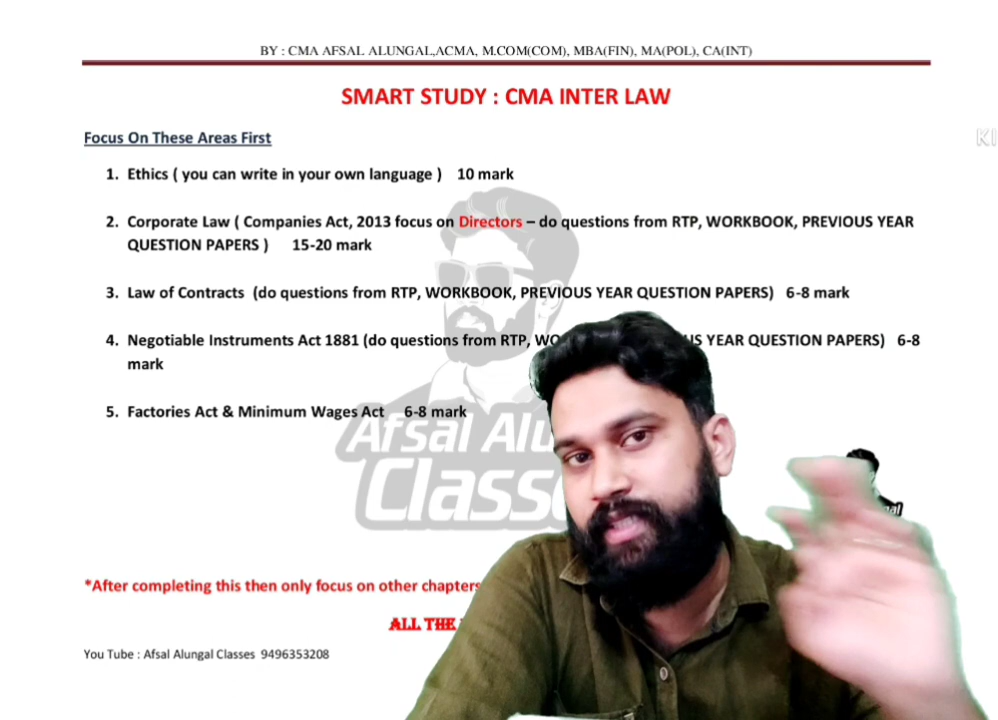 BY : CMA AFSAL ALUNGAL,ACMA, M.COM(COM), MBA(FIN), MA(POL), CA(INT)
SMART STUDY : CMA INTER LAW
KI
Focus On These Areas First
1. Ethics ( you can write in your own language ) 10 mark
2. Corporate Law ( Companies Act, 2013 focus on Directors – do questions from RTP, WORKBOOK, PREVIOUS YEAR
QUESTION PAPERS ) 15-20 mark
3. Law of Contracts (do questions from RTP, WORKBOOK, PREVIOUS YEAR QUESTION PAPERS) 6-8 mark
4. Negotiable Instruments Act 1881 (do questions from RTP, YEAR QUESTION PAPERS) 6-8
mark
5. Factories Act & Minimum Wages Act 6-8 mark
Afsal
*After completing this then only focus on other chapters
ALL THE
You Tube : Afsal Alungal Classes 9496353208